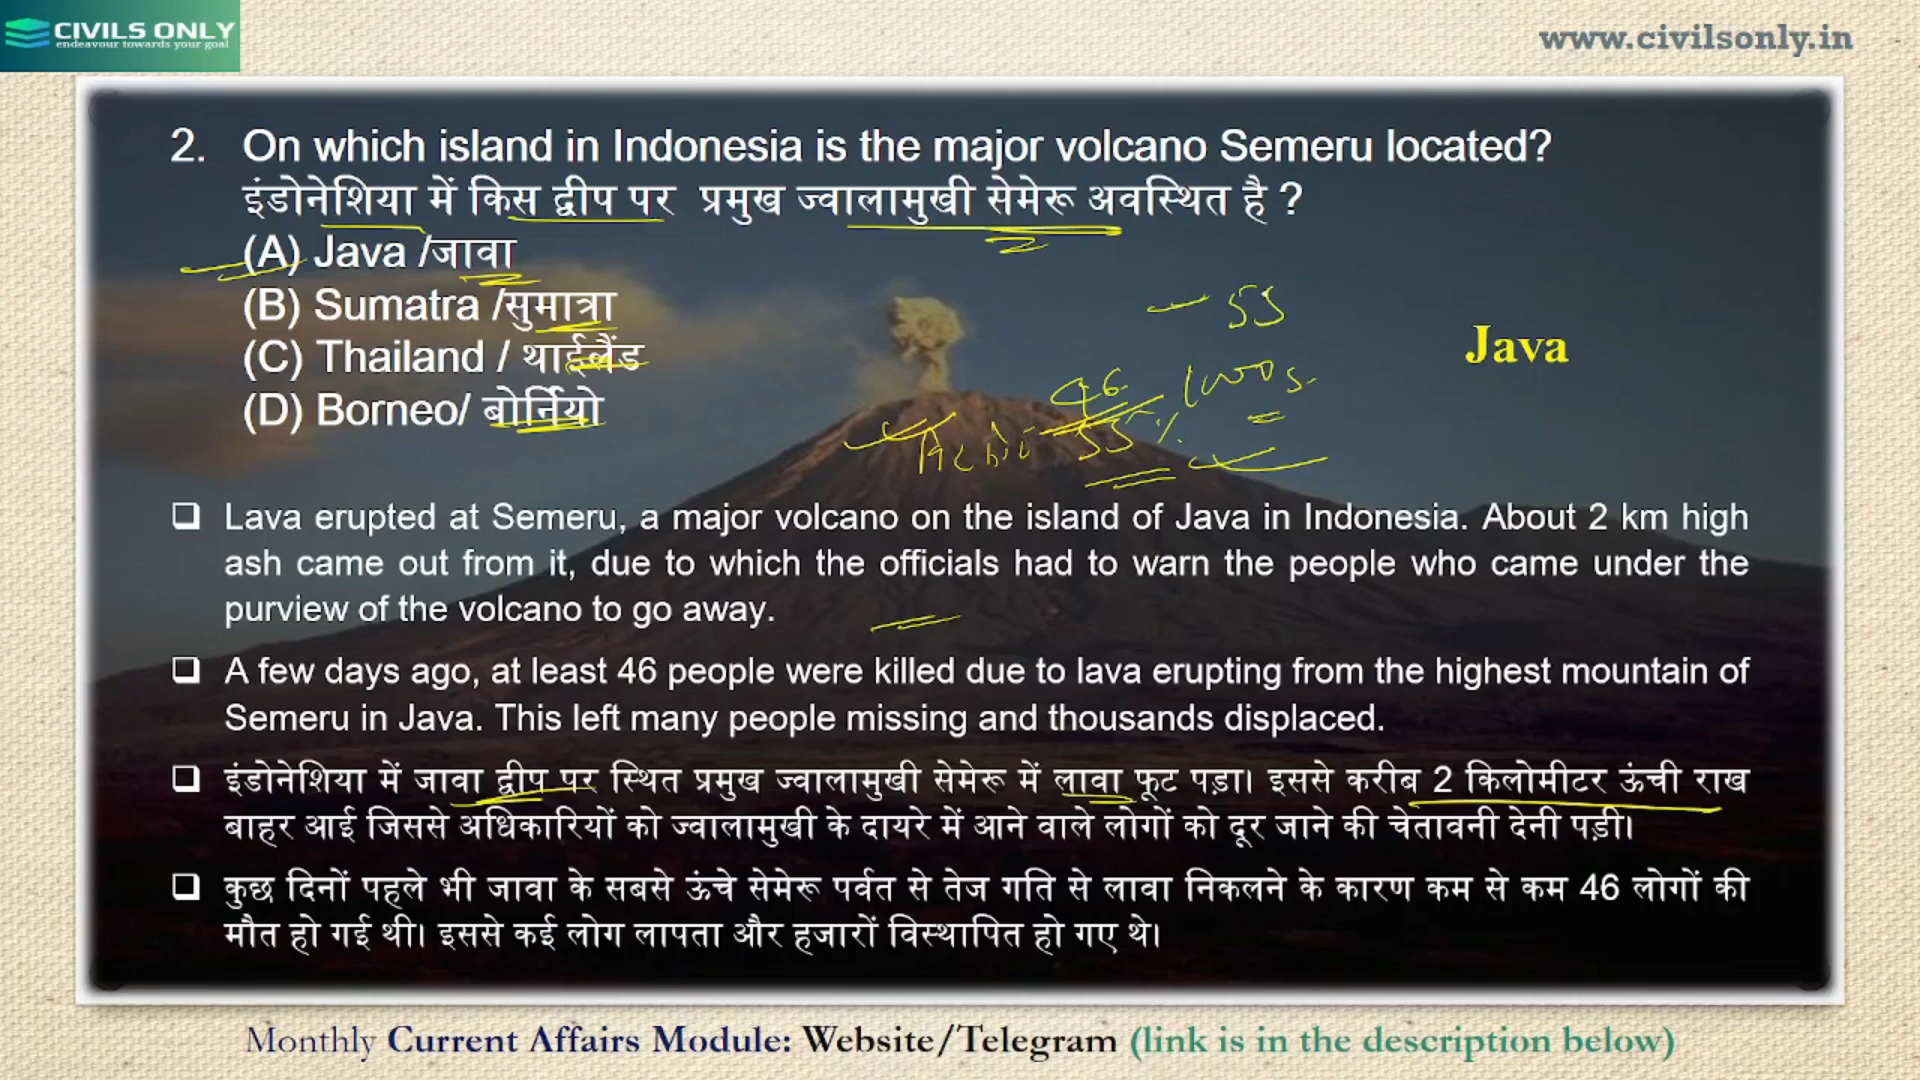 CIVILS ONLY
endeavour towards your goal
www.civilsonly.in
2. On which island in Indonesia is the major volcano Semeru located?
इंडोनेशिया में किस द्वीप पर प्रमुख ज्वालामुखी सेमेरू अवस्थित है ?
(A) Java /जावा
(B) Sumatra /सुमात्रा
55
(C) Thailand / थाईलैंड
Java
46 1000s.
(D) Borneo/ बोर्नियो
Active 55%
❑ Lava erupted at Semeru, a major volcano on the island of Java in Indonesia. About 2 km high
ash came out from it, due to which the officials had to warn the people who came under the
purview of the volcano to go away.
❑ A few days ago, at least 46 people were killed due to lava erupting from the highest mountain of
Semeru in Java. This left many people missing and thousands displaced.
❑ इंडोनेशिया में जावा द्वीप पर स्थित प्रमुख ज्वालामुखी सेमेरू में लावा फूट पड़ा। इससे करीब 2 किलोमीटर ऊंची राख
बाहर आई जिससे अधिकारियों को ज्वालामुखी के दायरे में आने वाले लोगों को दूर जाने की चेतावनी देनी पड़ी।
❑ कुछ दिनों पहले भी जावा के सबसे ऊंचे सेमेरू पर्वत से तेज गति से लावा निकलने के कारण कम से कम 46 लोगों की
मौत हो गई थी। इससे कई लोग लापता और हजारों विस्थापित हो गए थे।
Monthly Current Affairs Module: Website/Telegram (link is in the description below)